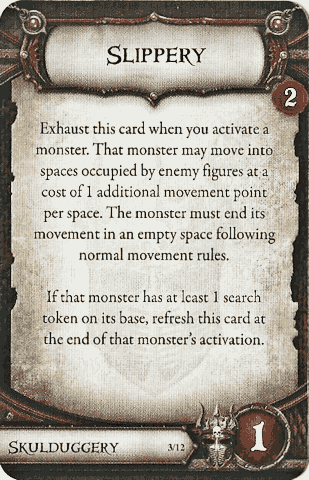 Slippery
2
Exhaust this card when you activate a
monster. That monster may move into
spaces occupied by enemy figures at a
cost of 1 additional movement point
per space. The monster must end its
movement in an empty space following
normal movement rules.
If that monster has at least 1 search
token on its base, refresh this card at
the end of that monster's activation.
Skulduggery
3/12
1